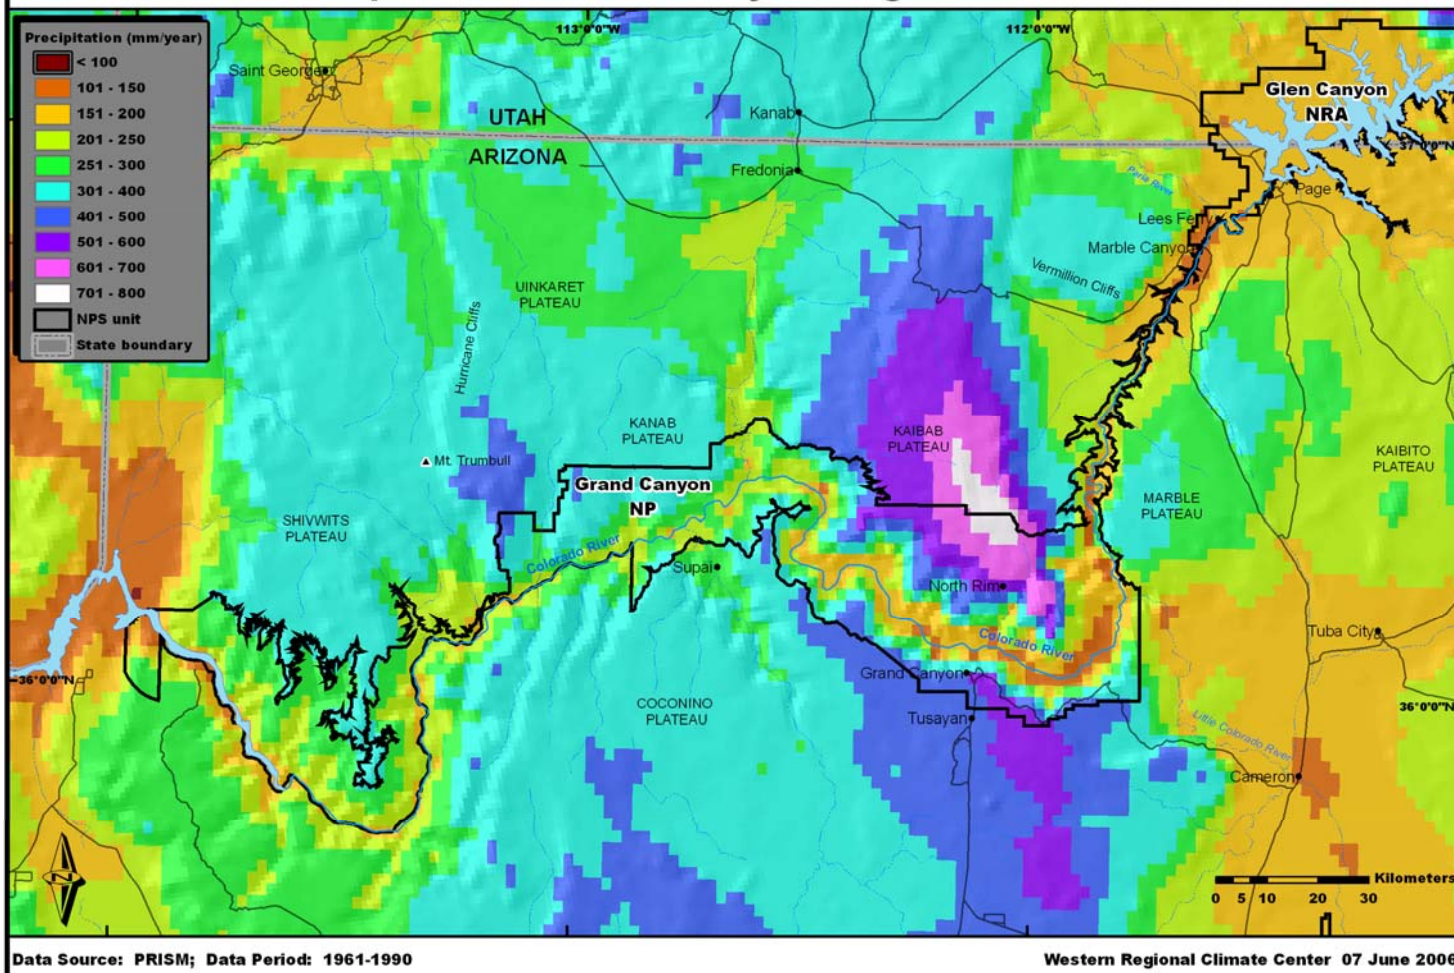 113°0'0"W
112°0'0"W
Precipitation (mm/year)
< 100
101 - 150
151 - 200
201 - 250
251 - 300
301 - 400
401 - 500
501 - 600
601 - 700
701 - 800
NPS unit
State boundary
Saint George
UTAH
ARIZONA
Kanab
Fredonia
Glen Canyon
NRA
37°0'0"N
Paria River
Page
Lees Ferry
Marble Canyon
Vermillion Cliffs
UINKARET
PLATEAU
Hurricane Cliffs
KANAB
PLATEAU
KAIBAB
PLATEAU
KAIBITO
PLATEAU
Mt. Trumbull
Grand Canyon
NP
MARBLE
PLATEAU
SHIVWITS
PLATEAU
Colorado River
Supai
North Rim
Colorado River
Tuba City
36°0'0"N
Grand Canyon
COCONINO
PLATEAU
Tusayan
36°0'0"N
Little Colorado River
Cameron
N
Kilometers
0 5 10 20 30
Data Source: PRISM; Data Period: 1961-1990
Western Regional Climate Center 07 June 2006